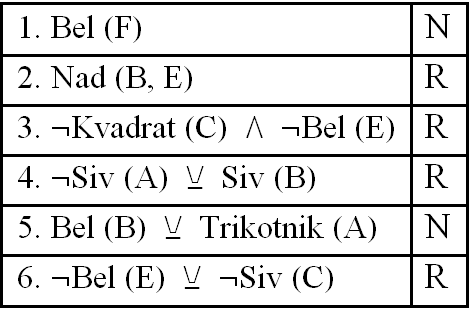 1. Bel (F) N
2. Nad (B, E) R
3. ¬Kvadrat (C) ∧ ¬Bel (E) R
4. ¬Siv (A) ⊻ Siv (B) R
5. Bel (B) ⊻ Trikotnik (A) N
6. ¬Bel (E) ⊻ ¬Siv (C) R